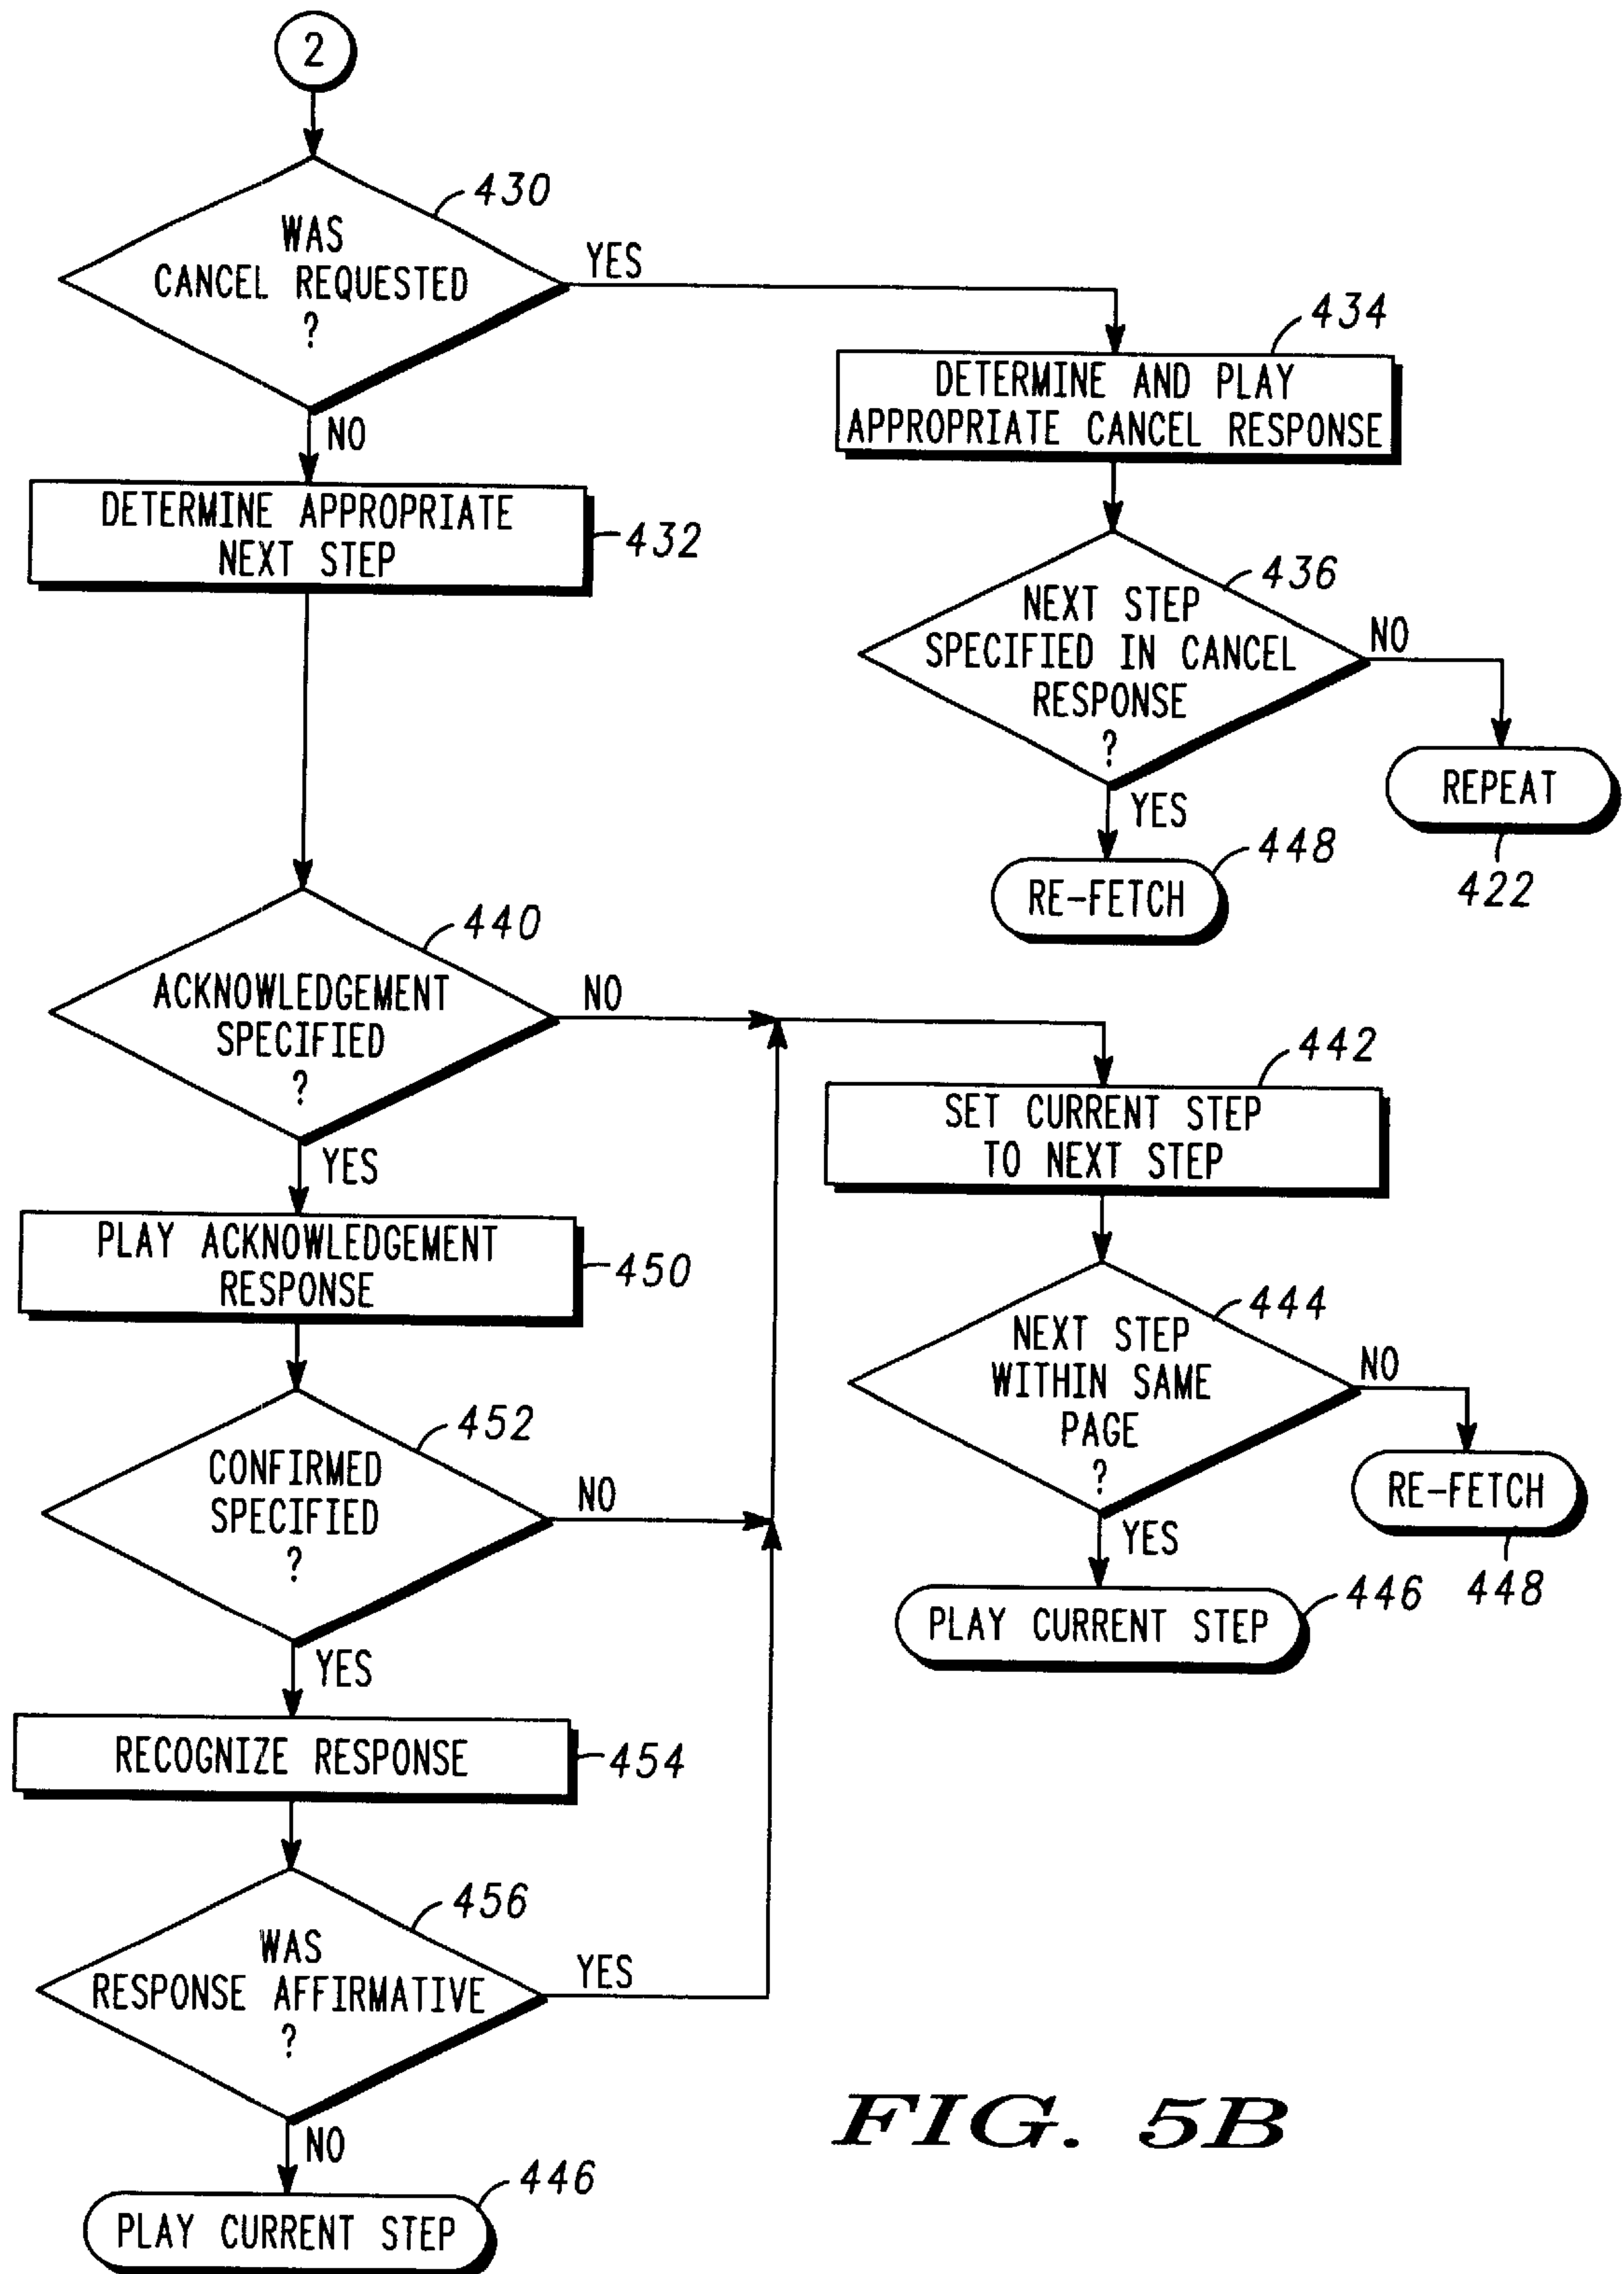 2
430
WAS
CANCEL REQUESTED
?
YES
NO
434
DETERMINE AND PLAY
APPROPRIATE CANCEL RESPONSE
DETERMINE APPROPRIATE
NEXT STEP
432
436
NEXT STEP
SPECIFIED IN CANCEL
RESPONSE
?
NO
YES
REPEAT
422
448
RE-FETCH
440
ACKNOWLEDGEMENT
SPECIFIED
?
NO
YES
442
SET CURRENT STEP
TO NEXT STEP
PLAY ACKNOWLEDGEMENT
RESPONSE
450
444
NEXT STEP
WITHIN SAME
PAGE
?
NO
YES
RE-FETCH
448
PLAY CURRENT STEP
446
452
CONFIRMED
SPECIFIED
?
NO
YES
RECOGNIZE RESPONSE
454
456
WAS
RESPONSE AFFIRMATIVE
?
YES
NO
446
PLAY CURRENT STEP
FIG. 5B